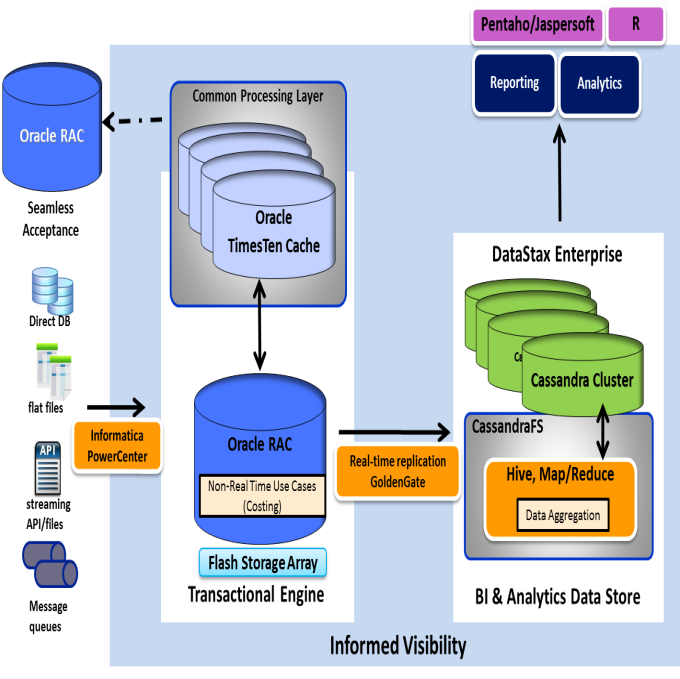 Pentaho/Jaspersoft
R
Reporting
Analytics
Oracle RAC
Common Processing Layer
Oracle
TimesTen Cache
Seamless
Acceptance
Direct DB
flat files
Informatica
PowerCenter
API
streaming
API/files
Message
queues
Oracle RAC
Non-Real Time Use Cases
(Costing)
Flash Storage Array
Transactional Engine
Real-time replication
GoldenGate
DataStax Enterprise
Ca
Cassandra Cluster
CassandraFS
Hive, Map/Reduce
Data Aggregation
BI & Analytics Data Store
Informed Visibility